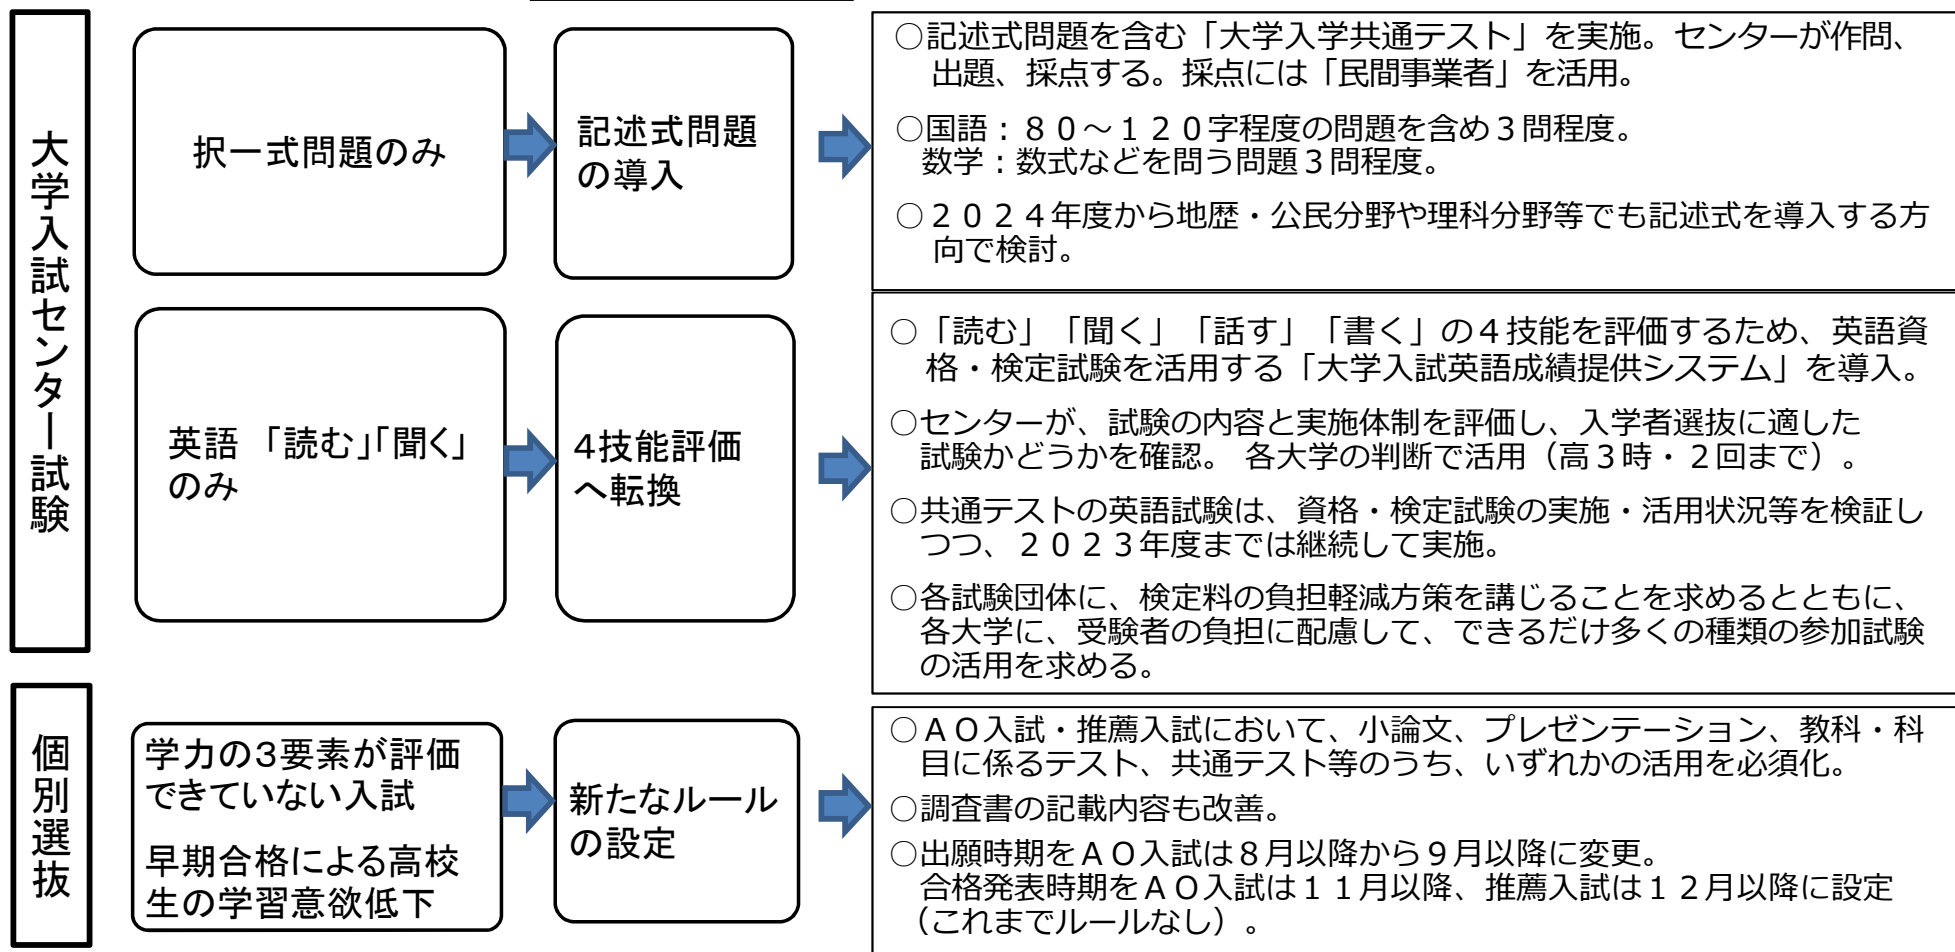 大学入試センター試験
択一式問題のみ
記述式問題
の導入
○記述式問題を含む「大学入学共通テスト」を実施。センターが作問、
出題、採点する。採点には「民間事業者」を活用。
○国語：８０～１２０字程度の問題を含め３問程度。
数学：数式などを問う問題３問程度。
○２０２４年度から地歴・公民分野や理科分野等でも記述式を導入する方
向で検討。
英語 「読む」「聞く」
のみ
4技能評価
へ転換
○「読む」「聞く」「話す」「書く」の４技能を評価するため、英語資
格・検定試験を活用する「大学入試英語成績提供システム」を導入。
○センターが、試験の内容と実施体制を評価し、入学者選抜に適した
試験かどうかを確認。 各大学の判断で活用（高３時・２回まで）。
○共通テストの英語試験は、資格・検定試験の実施・活用状況等を検証し
つつ、２０２３年度までは継続して実施。
○各試験団体に、検定料の負担軽減方策を講じることを求めるとともに、
各大学に、受験者の負担に配慮して、できるだけ多くの種類の参加試験
の活用を求める。
個別選抜
学力の3要素が評価
できていない入試
早期合格による高校
生の学習意欲低下
新たなルール
の設定
○ＡＯ入試・推薦入試において、小論文、プレゼンテーション、教科・科
目に係るテスト、共通テスト等のうち、いずれかの活用を必須化。
○調査書の記載内容も改善。
○出願時期をＡＯ入試は８月以降から９月以降に変更。
合格発表時期をＡＯ入試は１１月以降、推薦入試は１２月以降に設定
（これまでルールなし）。